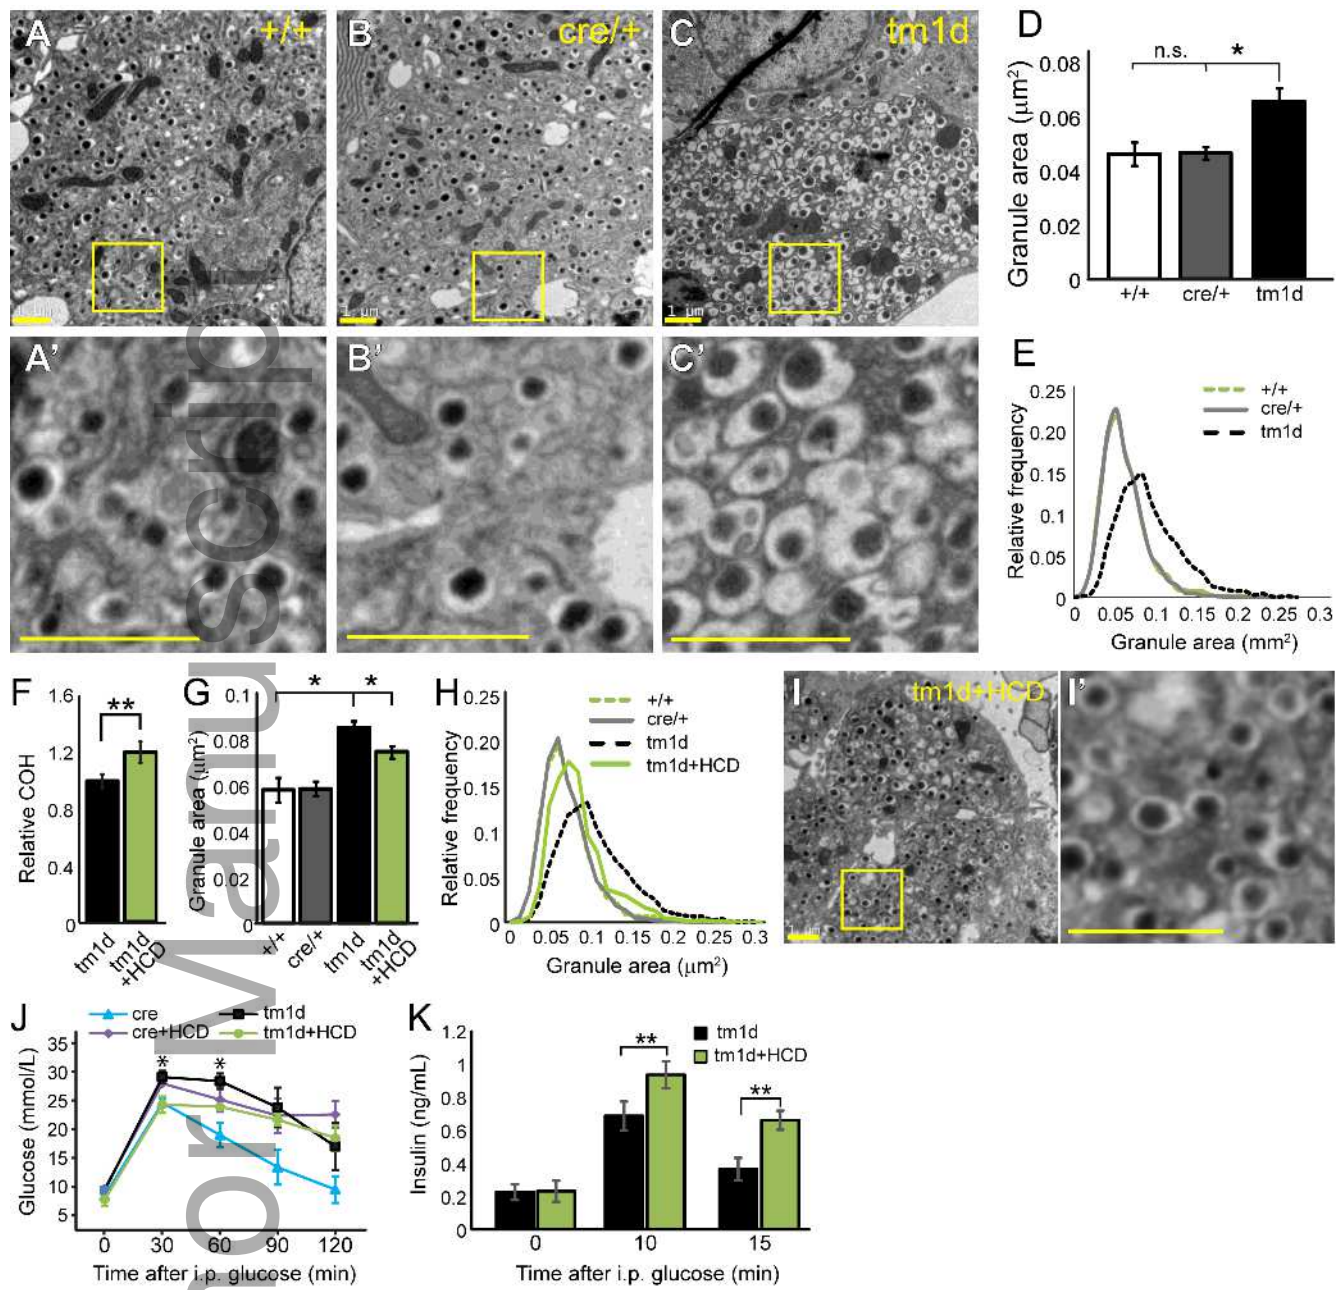 A
+/+
B
cre/+
C
tm1d
1 μm
1 μm
1 μm
A'
B'
C'
D
Granule area (μm²)
0.08
0.06
0.04
0.02
0
n.s.
*
+/+
cre/+
tm1d
E
Relative frequency
0.25
0.20
0.15
0.1
0.05
0
+/+
cre/+
tm1d
0 0.05 0.1 0.15 0.2 0.25 0.3
Granule area (mm²)
F
Relative COH
1.6
1.2
0.8
0.4
0
**
tm1d
tm1d
+HCD
G
Granule area (μm²)
0.1
0.08
0.06
0.04
0.02
0
*
*
+/+
cre/+
tm1d
tm1d
+HCD
H
Relative frequency
0.25
0.20
0.15
0.1
0.05
0
+/+
cre/+
tm1d
tm1d+HCD
0 0.05 0.1 0.15 0.2 0.25 0.3
Granule area (μm²)
I
tm1d+HCD
I'
J
cre
tm1d
cre+HCD
tm1d+HCD
Glucose (mmol/L)
35
30
25
20
15
10
5
*
*
0 30 60 90 120
Time after i.p. glucose (min)
K
Insulin (ng/mL)
1.2
1
0.8
0.6
0.4
0.2
0
**
**
tm1d
tm1d+HCD
0 10 15
Time after i.p. glucose (min)
or Manuscript